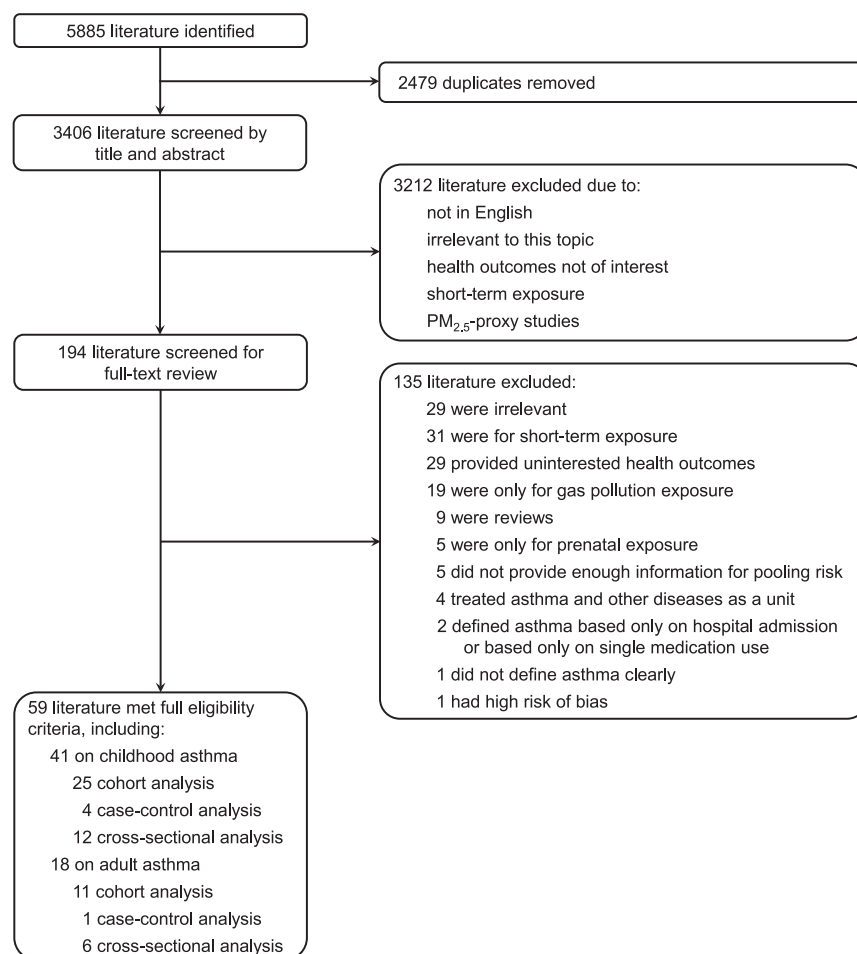 5885 literature identified
2479 duplicates removed
3406 literature screened by
title and abstract
3212 literature excluded due to:
not in English
irrelevant to this topic
health outcomes not of interest
short-term exposure
PM2.5-proxy studies
194 literature screened for
full-text review
135 literature excluded:
29 were irrelevant
31 were for short-term exposure
29 provided uninterested health outcomes
19 were only for gas pollution exposure
9 were reviews
5 were only for prenatal exposure
5 did not provide enough information for pooling risk
4 treated asthma and other diseases as a unit
2 defined asthma based only on hospital admission
or based only on single medication use
1 did not define asthma clearly
1 had high risk of bias
59 literature met full eligibility
criteria, including:
41 on childhood asthma
25 cohort analysis
4 case-control analysis
12 cross-sectional analysis
18 on adult asthma
11 cohort analysis
1 case-control analysis
6 cross-sectional analysis